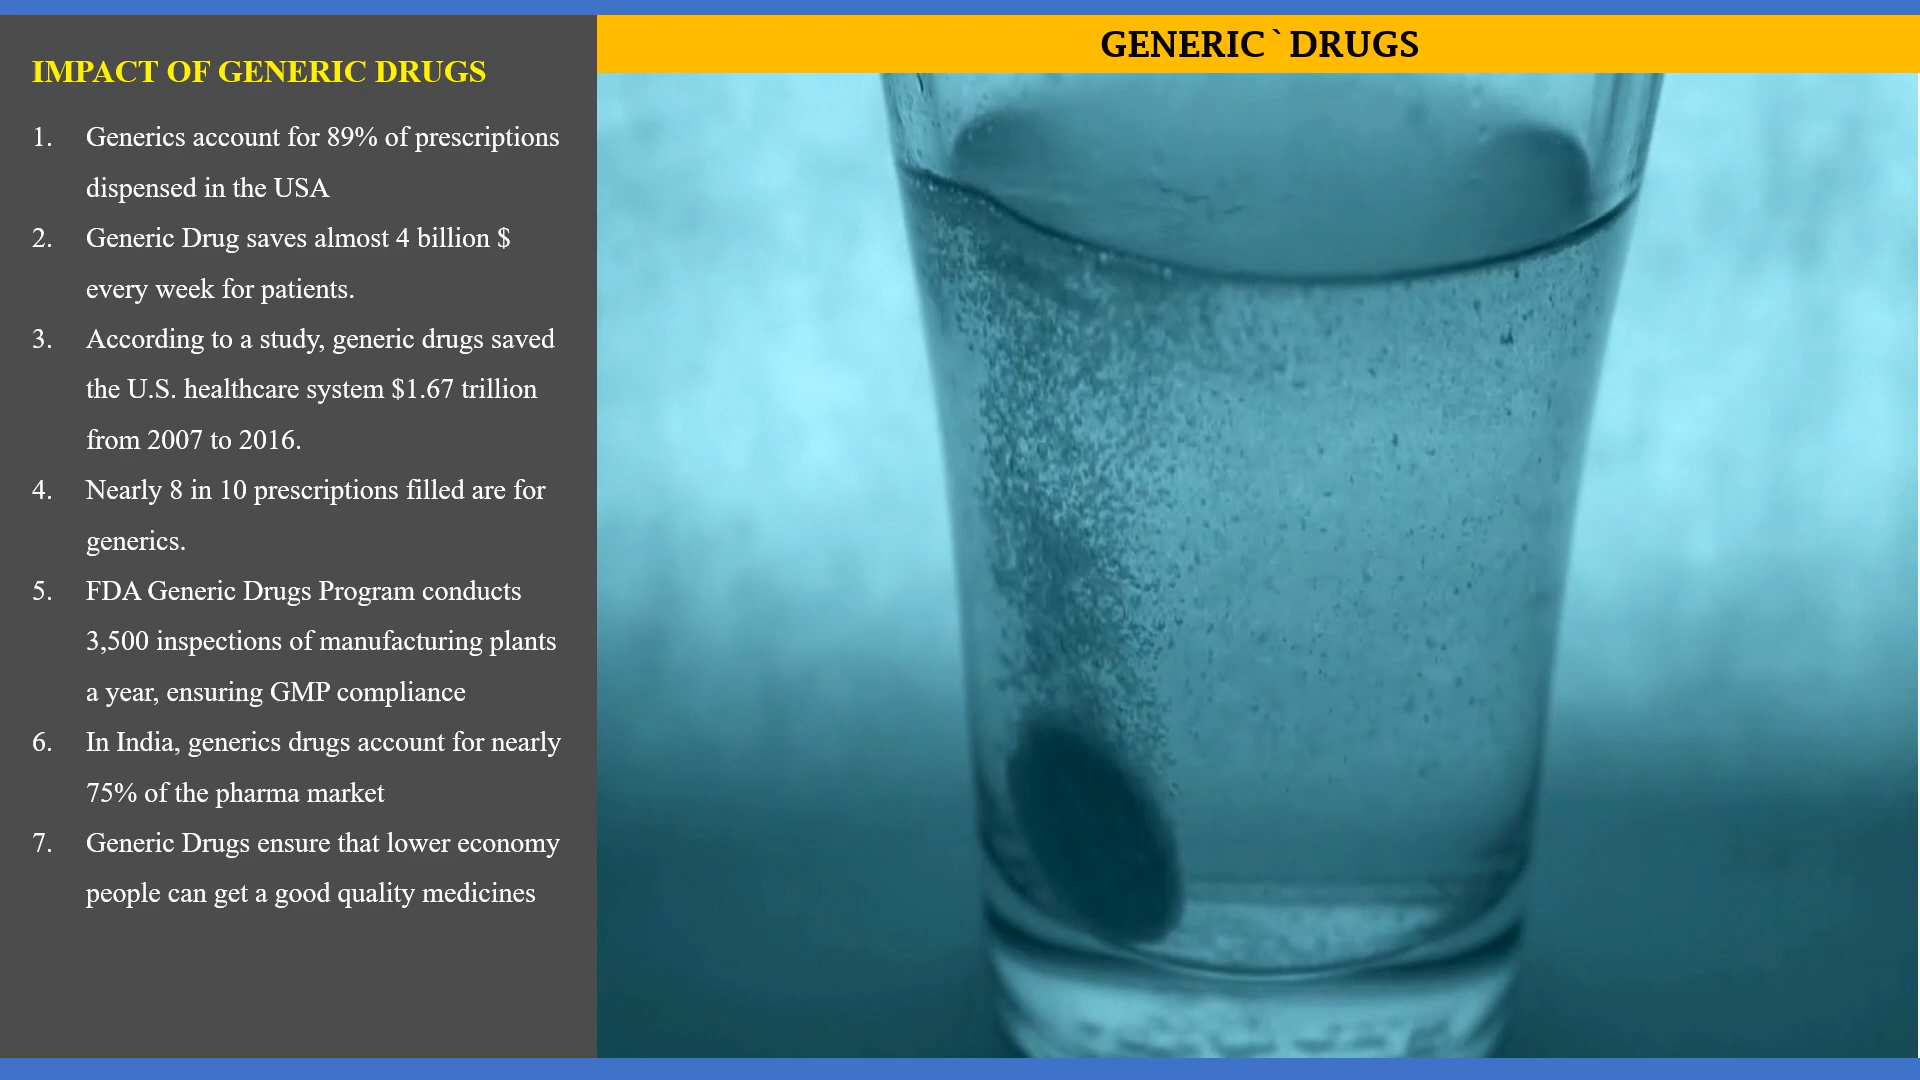 GENERIC ` DRUGS
IMPACT OF GENERIC DRUGS
1. Generics account for 89% of prescriptions
dispensed in the USA
2. Generic Drug saves almost 4 billion $
every week for patients.
3. According to a study, generic drugs saved
the U.S. healthcare system $1.67 trillion
from 2007 to 2016.
4. Nearly 8 in 10 prescriptions filled are for
generics.
5. FDA Generic Drugs Program conducts
3,500 inspections of manufacturing plants
a year, ensuring GMP compliance
6. In India, generics drugs account for nearly
75% of the pharma market
7. Generic Drugs ensure that lower economy
people can get a good quality medicines